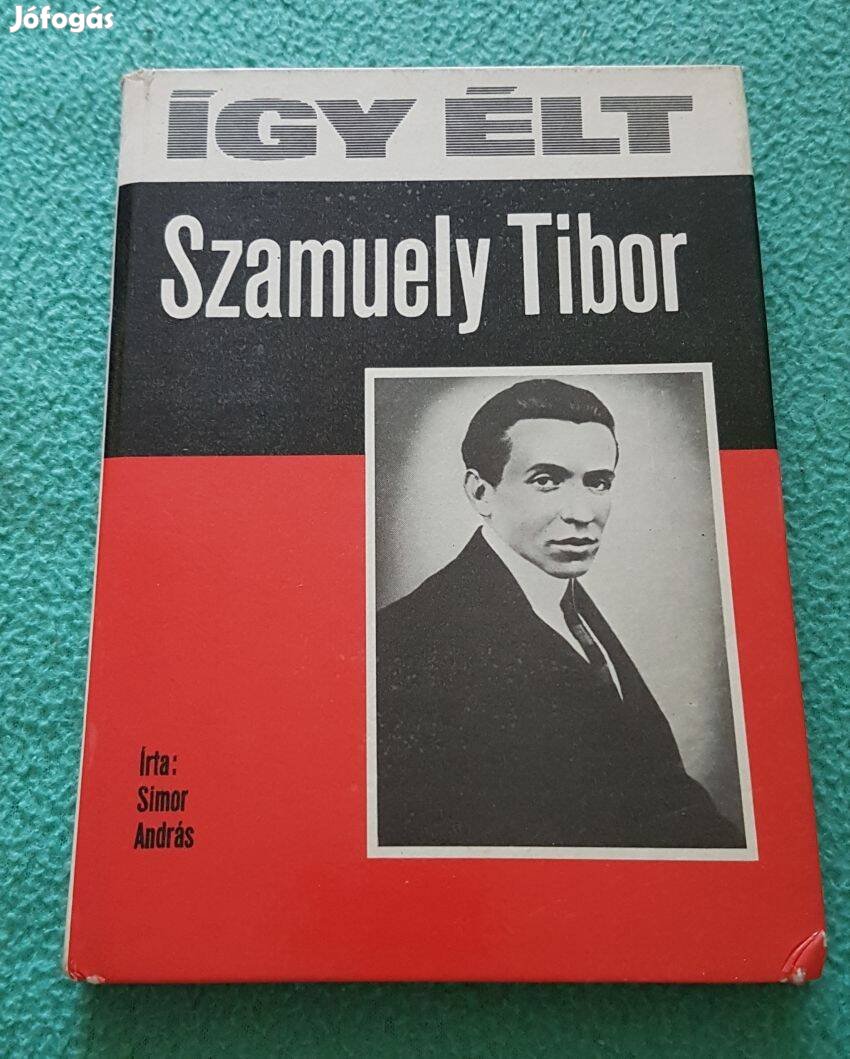 Jófogás
ÍGY ÉLT
Szamuely Tibor
Írta:
Simor
András